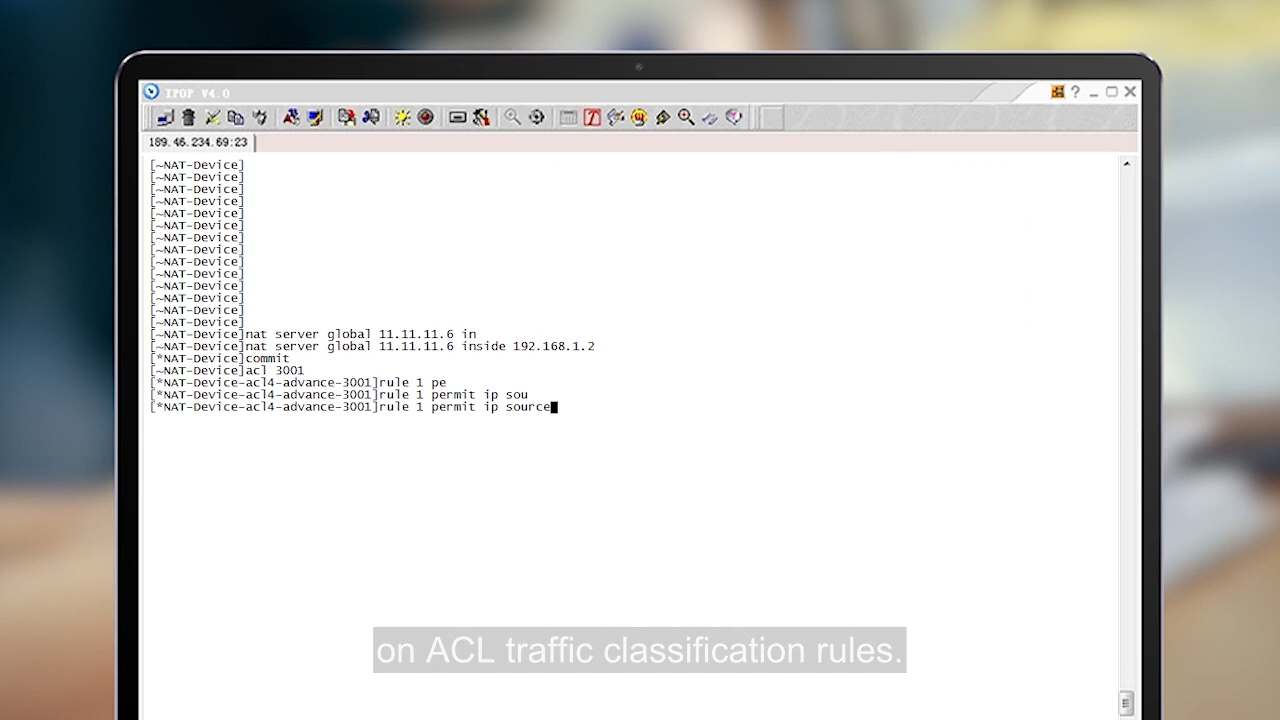 IPOP V4.0
189.46.234.69:23
[~NAT-Device]
[~NAT-Device]
[~NAT-Device]
[~NAT-Device]
[~NAT-Device]
[~NAT-Device]
[~NAT-Device]
[~NAT-Device]
[~NAT-Device]
[~NAT-Device]
[~NAT-Device]
[~NAT-Device]
[~NAT-Device]
[~NAT-Device]
[~NAT-Device]nat server global 11.11.11.6 in
[~NAT-Device]nat server global 11.11.11.6 inside 192.168.1.2
[*NAT-Device]commit
[~NAT-Device]acl 3001
[*NAT-Device-acl4-advance-3001]rule 1 pe
[*NAT-Device-acl4-advance-3001]rule 1 permit ip sou
[*NAT-Device-acl4-advance-3001]rule 1 permit ip source
on ACL traffic classification rules.